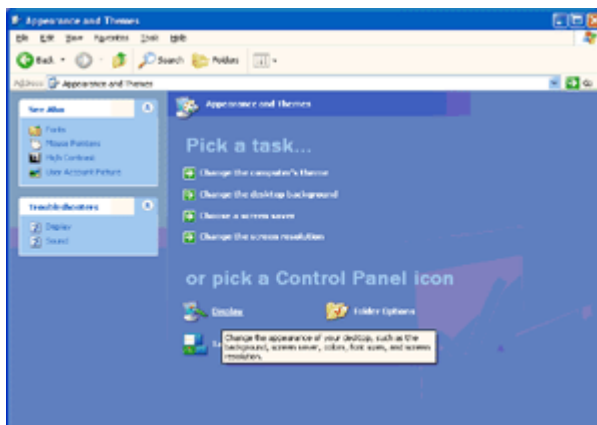 Appearance and Themes
File Edit View Favorites Tools Help
Back Search Folders
Address Appearance and Themes Go
See Also
Fonts
Mouse Pointers
High Contrast
User Account Picture
Troubleshooters
Display
Sound
Appearance and Themes
Pick a task...
Change the computer's theme
Change the desktop background
Choose a screen saver
Change the screen resolution
or pick a Control Panel icon
Display Folder Options
Change the appearance of your desktop, such as the
background, screen saver, colors, font sizes, and screen
resolution.